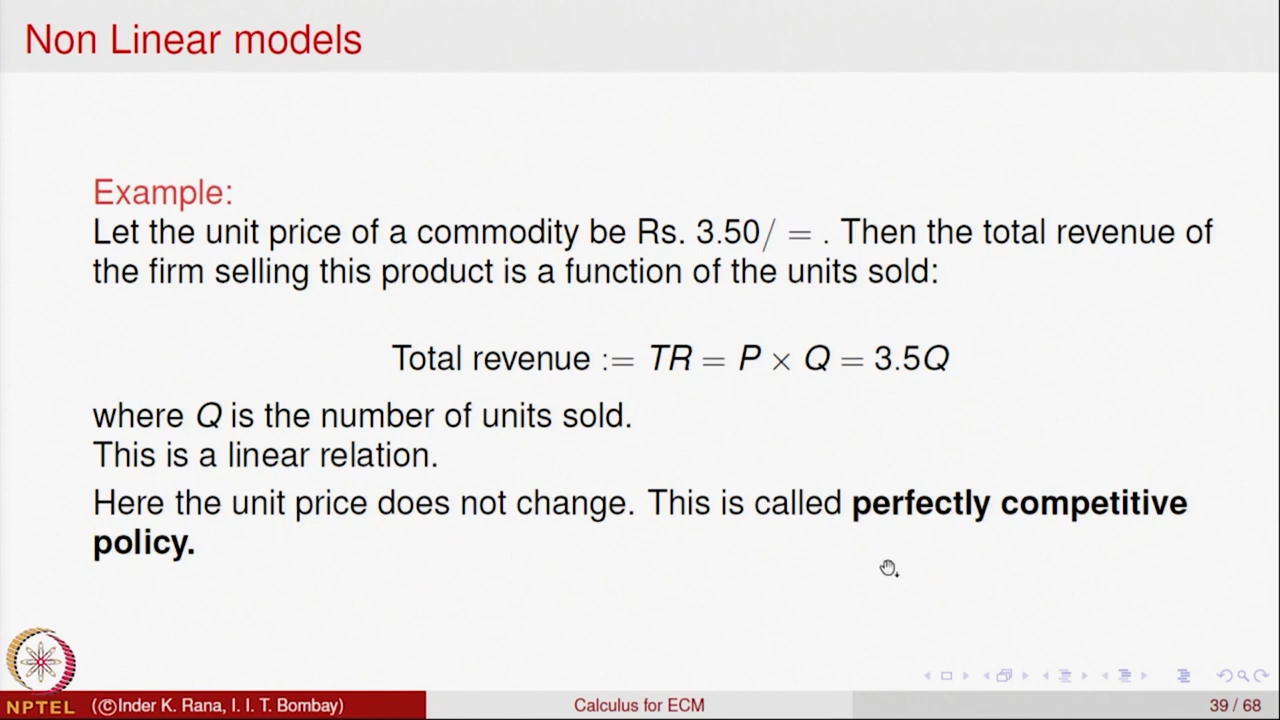 Non Linear models
Example:
Let the unit price of a commodity be Rs. 3.50/ = . Then the total revenue of
the firm selling this product is a function of the units sold:
Total revenue := TR = P × Q = 3.5Q
where Q is the number of units sold.
This is a linear relation.
Here the unit price does not change. This is called perfectly competitive
policy.
NPTEL (©Inder K. Rana, I. I. T. Bombay) Calculus for ECM 39 / 68